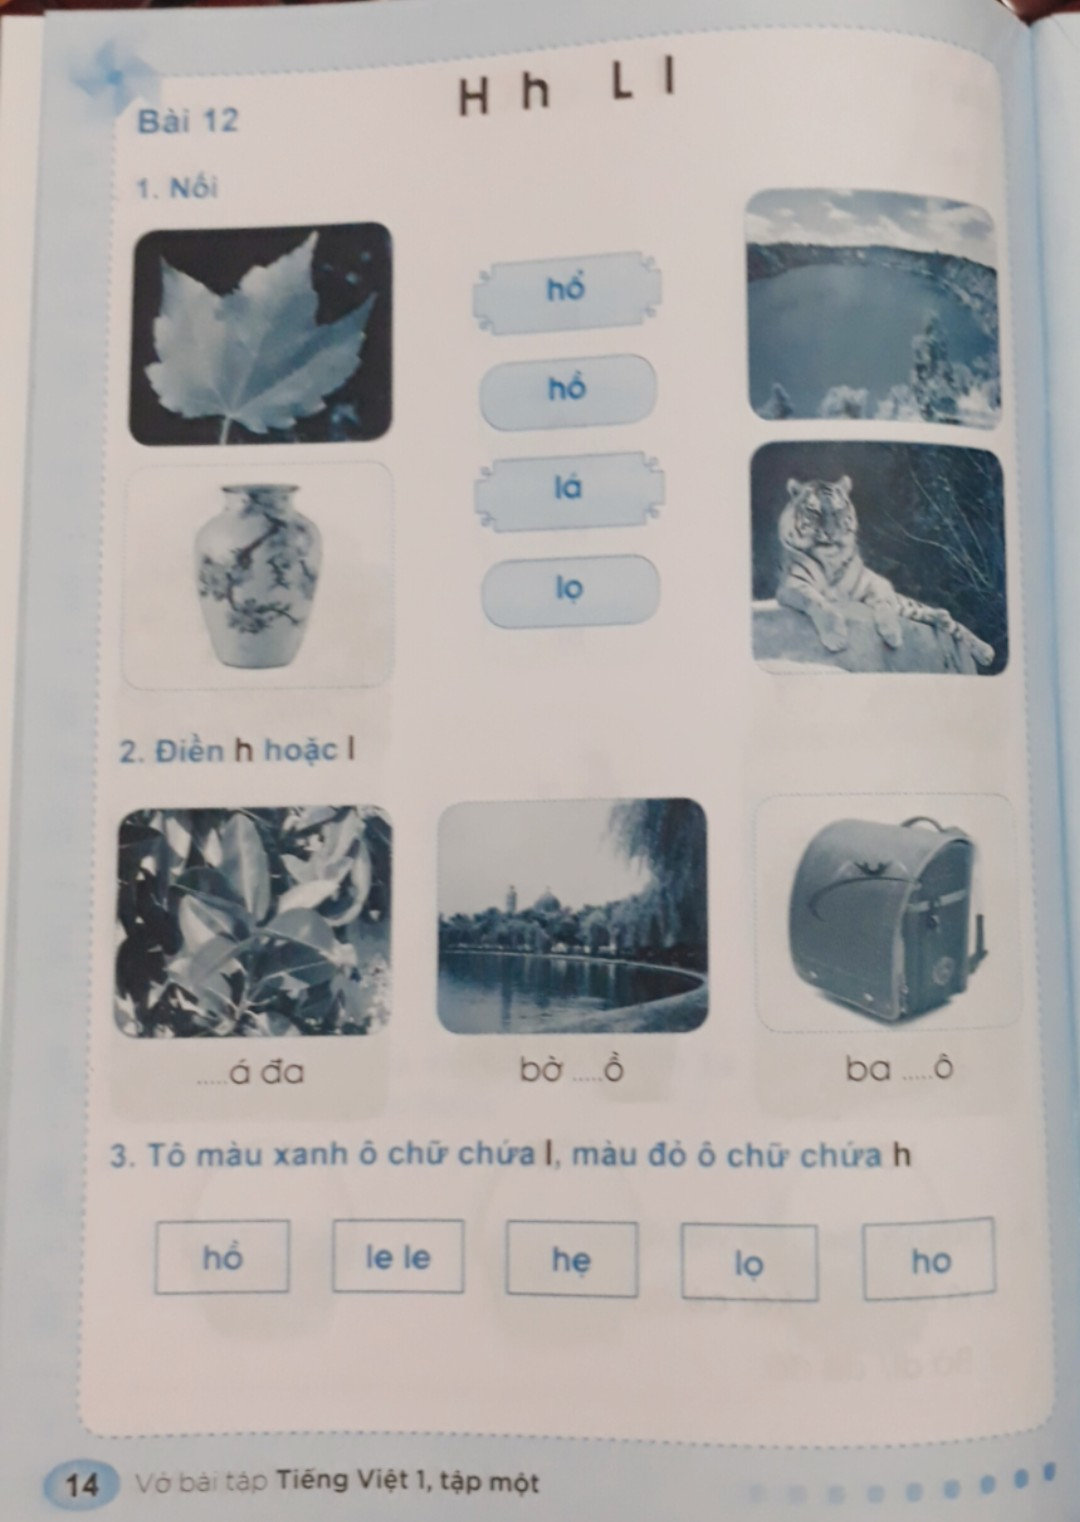 H h L l
Bài 12
1. Nối
hổ
hồ
lá
lọ
2. Điền h hoặc l
.....á đa
bờ .....ồ
ba .....ô
3. Tô màu xanh ô chữ chứa l, màu đỏ ô chữ chứa h
hổ
le le
hẹ
lọ
ho
14 Vở bài tập Tiếng Việt 1, tập một